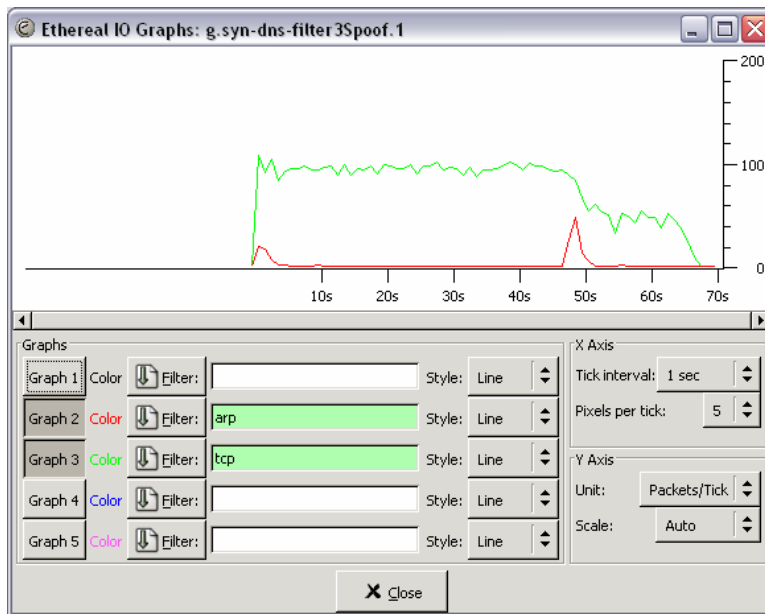 Ethereal IO Graphs: g.syn-dns-filter3Spoof.1
200
100
0
10s 20s 30s 40s 50s 60s 70s
Graphs
Graph 1 Color Filter: Style: Line
Graph 2 Color Filter: arp Style: Line
Graph 3 Color Filter: tcp Style: Line
Graph 4 Color Filter: Style: Line
Graph 5 Color Filter: Style: Line
X Axis
Tick interval: 1 sec
Pixels per tick: 5
Y Axis
Unit: Packets/Tick
Scale: Auto
Close